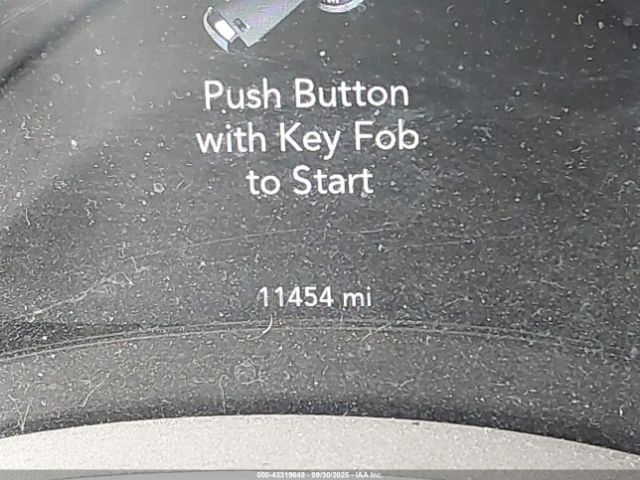 Push Button
with Key Fob
to Start
11454 mi
000-43319649 - 09/30/2025 - IAA Inc.